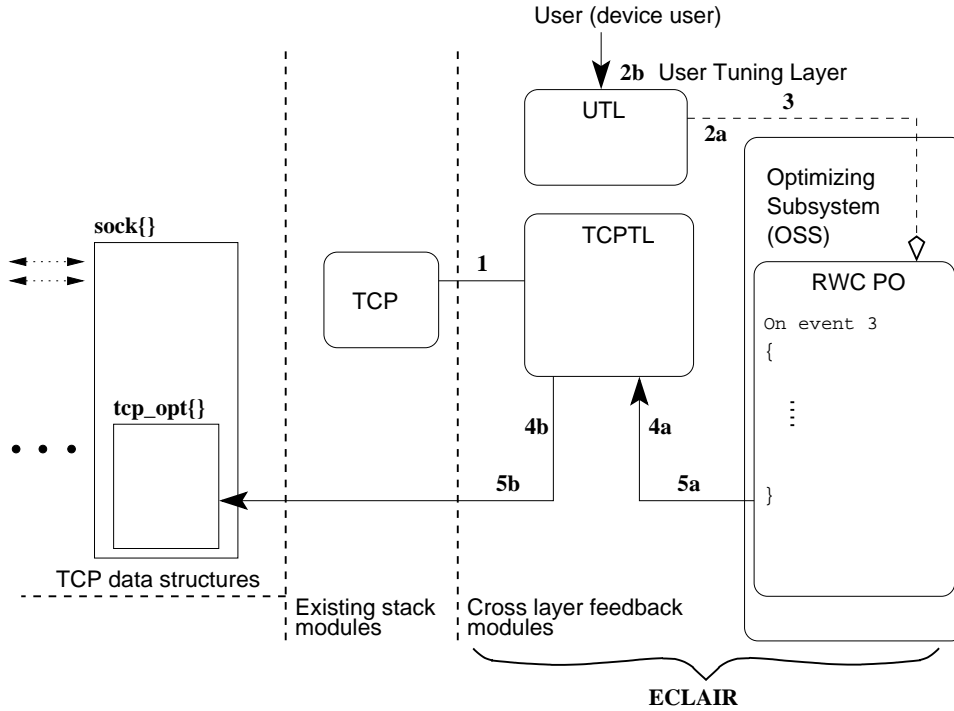 User (device user)
2b
User Tuning Layer
UTL
3
2a
Optimizing
Subsystem
(OSS)
sock{}
TCPTL
1
TCP
RWC PO
On event 3
{
tcp_opt{}
4b
4a
5b
5a
}
TCP data structures
Existing stack
modules
Cross layer feedback
modules
ECLAIR